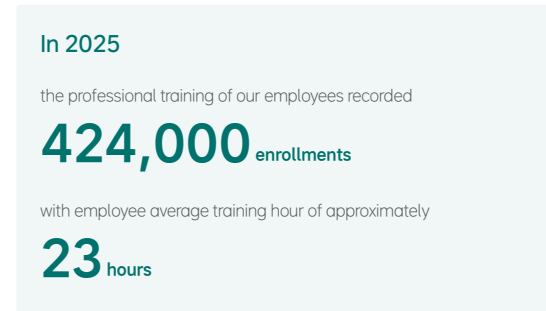 In 2025
the professional training of our employees recorded
424,000 enrollments
with employee average training hour of approximately
23 hours